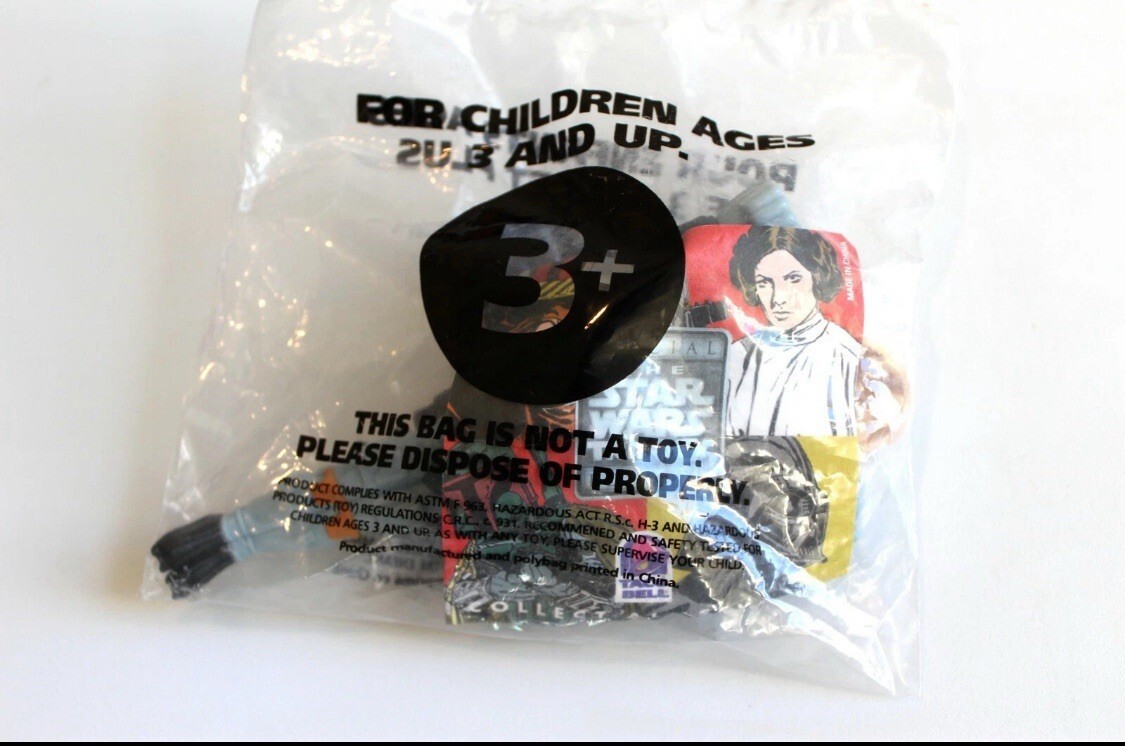 FOR CHILDREN AGES
3 AND UP.
3+
MADE IN CHINA
THE
STAR
WARS
THIS BAG IS NOT A TOY.
PLEASE DISPOSE OF PROPERLY.
PRODUCT COMPLIES WITH ASTM F 963, HAZARDOUS ACT R.S.C. H-3 AND HAZARDOUS
PRODUCTS (TOY) REGULATIONS C.R.C., C 931. RECOMMENDED AND SAFETY TESTED FOR
CHILDREN AGES 3 AND UP. AS WITH ANY TOY, PLEASE SUPERVISE YOUR CHILD.
Product manufactured and polybag printed in China.
TACO
BELL